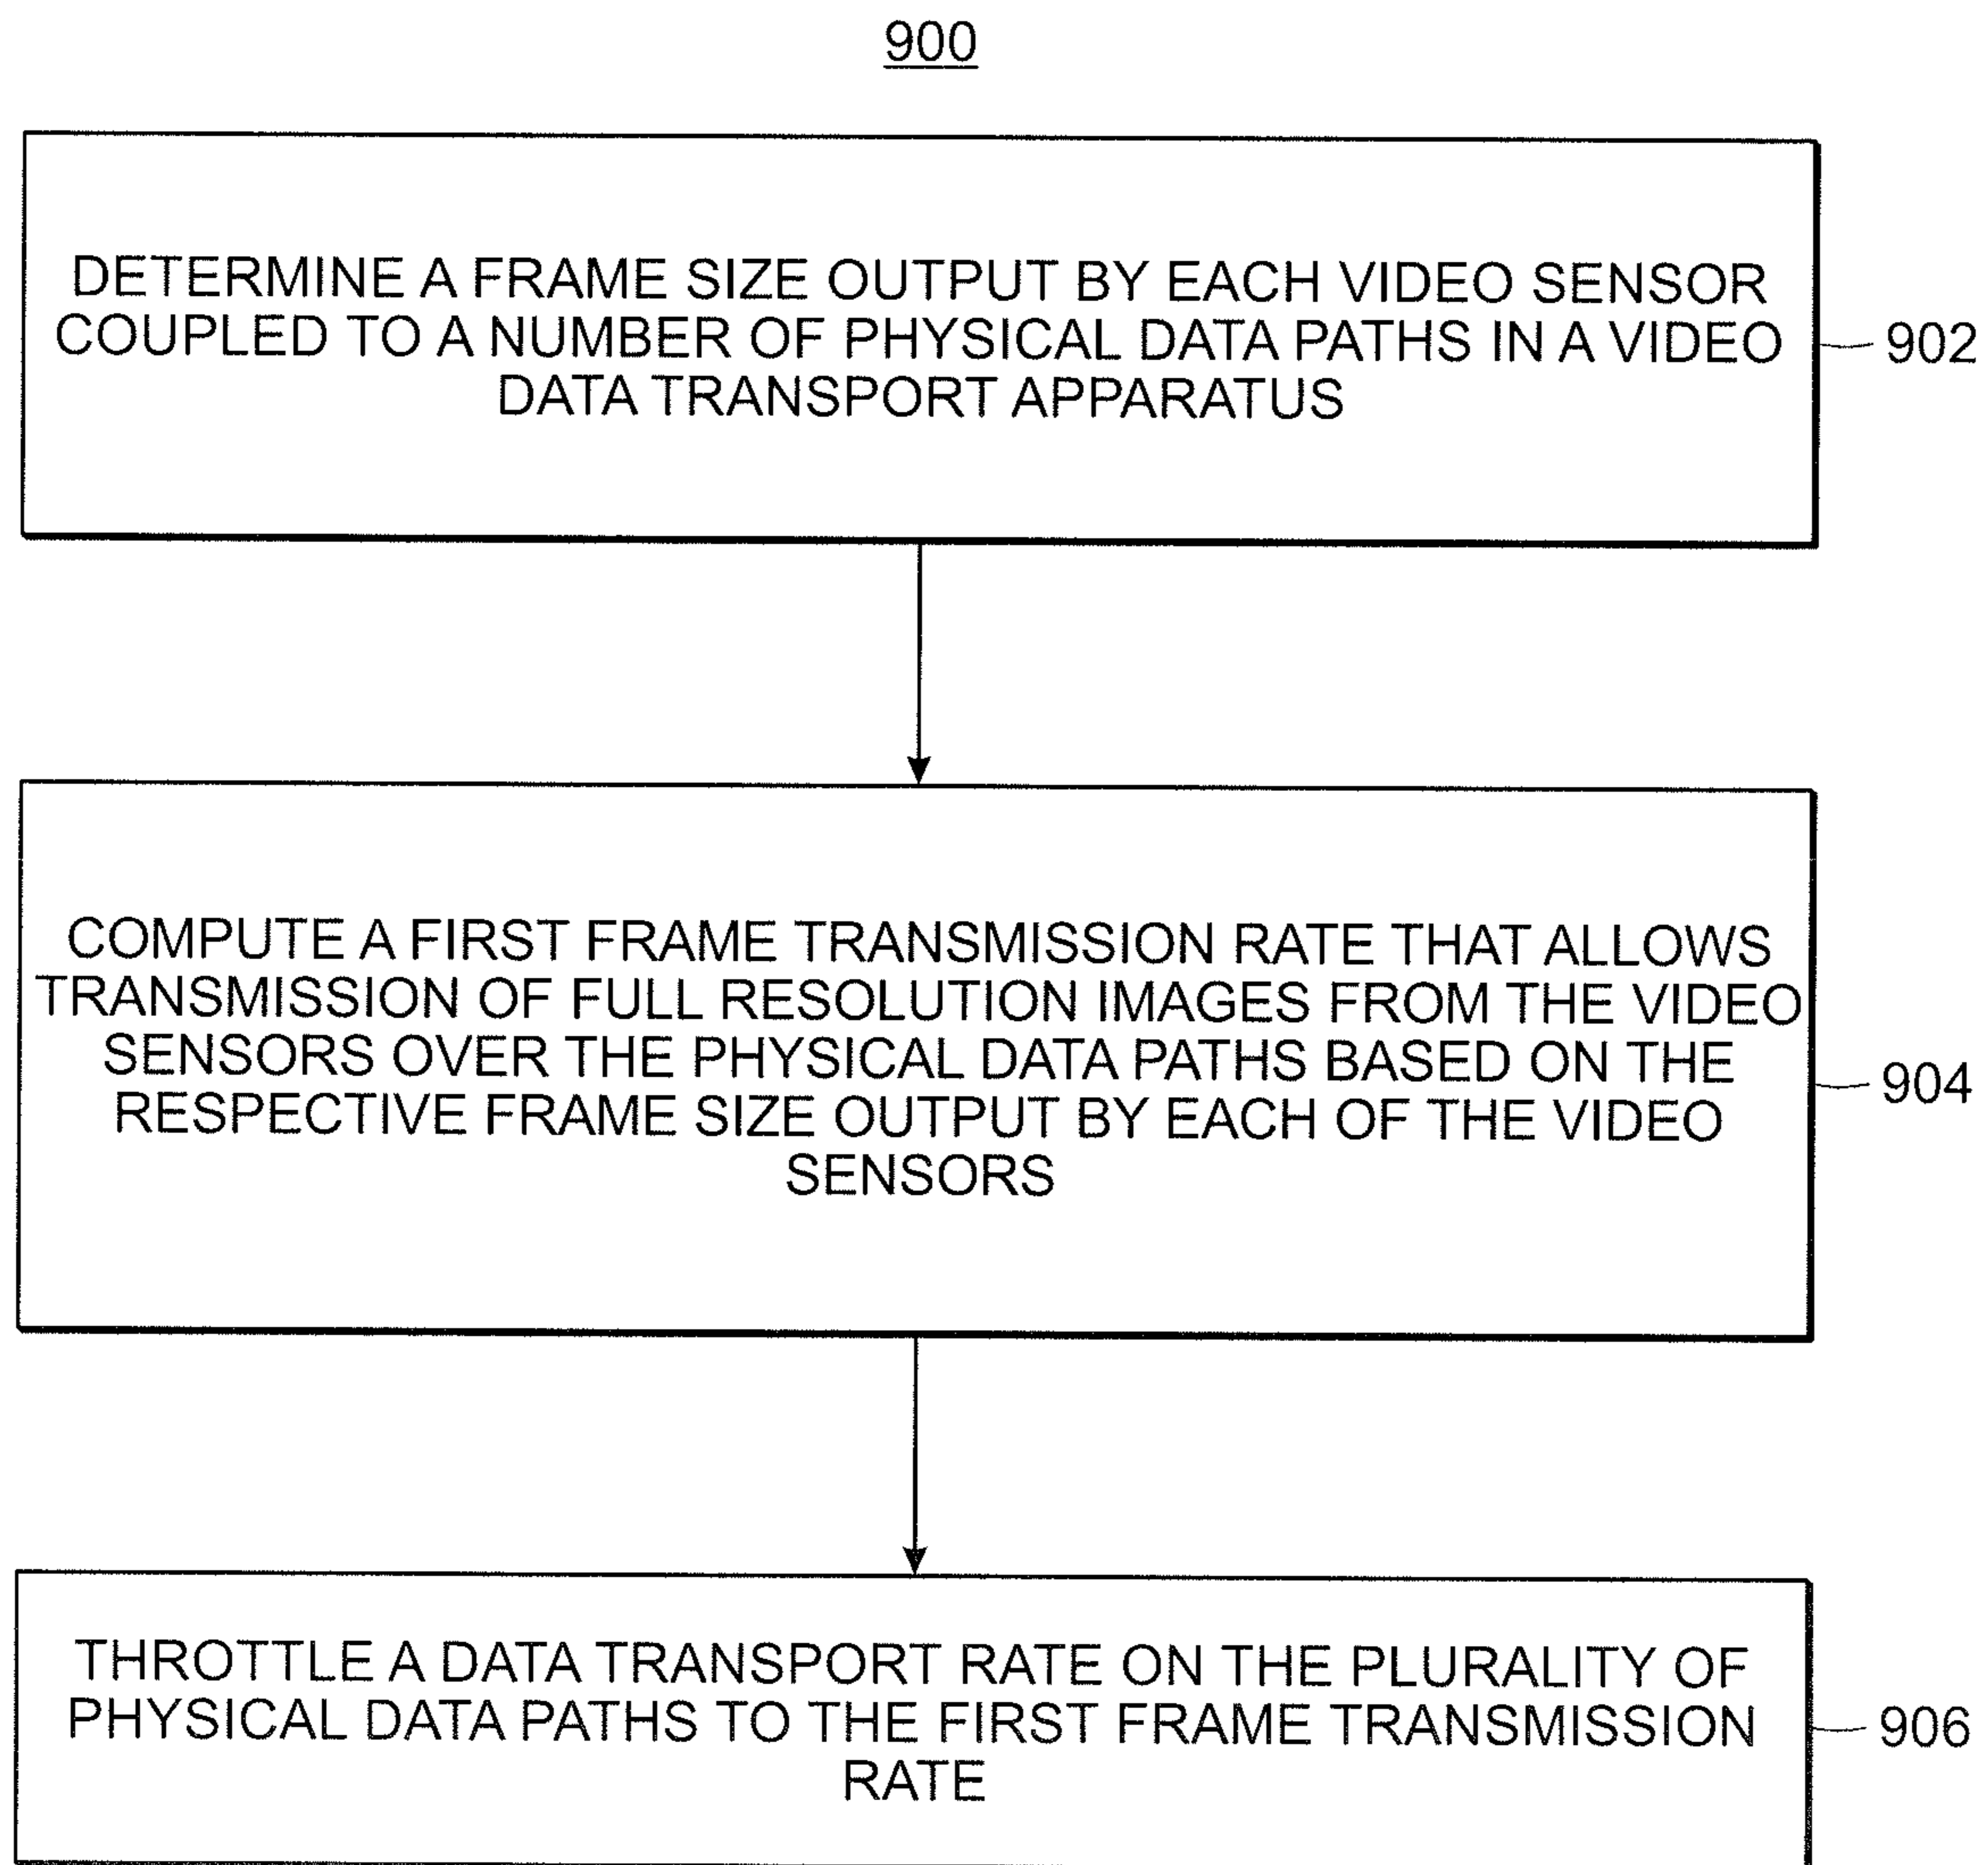 900
DETERMINE A FRAME SIZE OUTPUT BY EACH VIDEO SENSOR
COUPLED TO A NUMBER OF PHYSICAL DATA PATHS IN A VIDEO
DATA TRANSPORT APPARATUS
902
COMPUTE A FIRST FRAME TRANSMISSION RATE THAT ALLOWS
TRANSMISSION OF FULL RESOLUTION IMAGES FROM THE VIDEO
SENSORS OVER THE PHYSICAL DATA PATHS BASED ON THE
RESPECTIVE FRAME SIZE OUTPUT BY EACH OF THE VIDEO
SENSORS
904
THROTTLE A DATA TRANSPORT RATE ON THE PLURALITY OF
PHYSICAL DATA PATHS TO THE FIRST FRAME TRANSMISSION
RATE
906